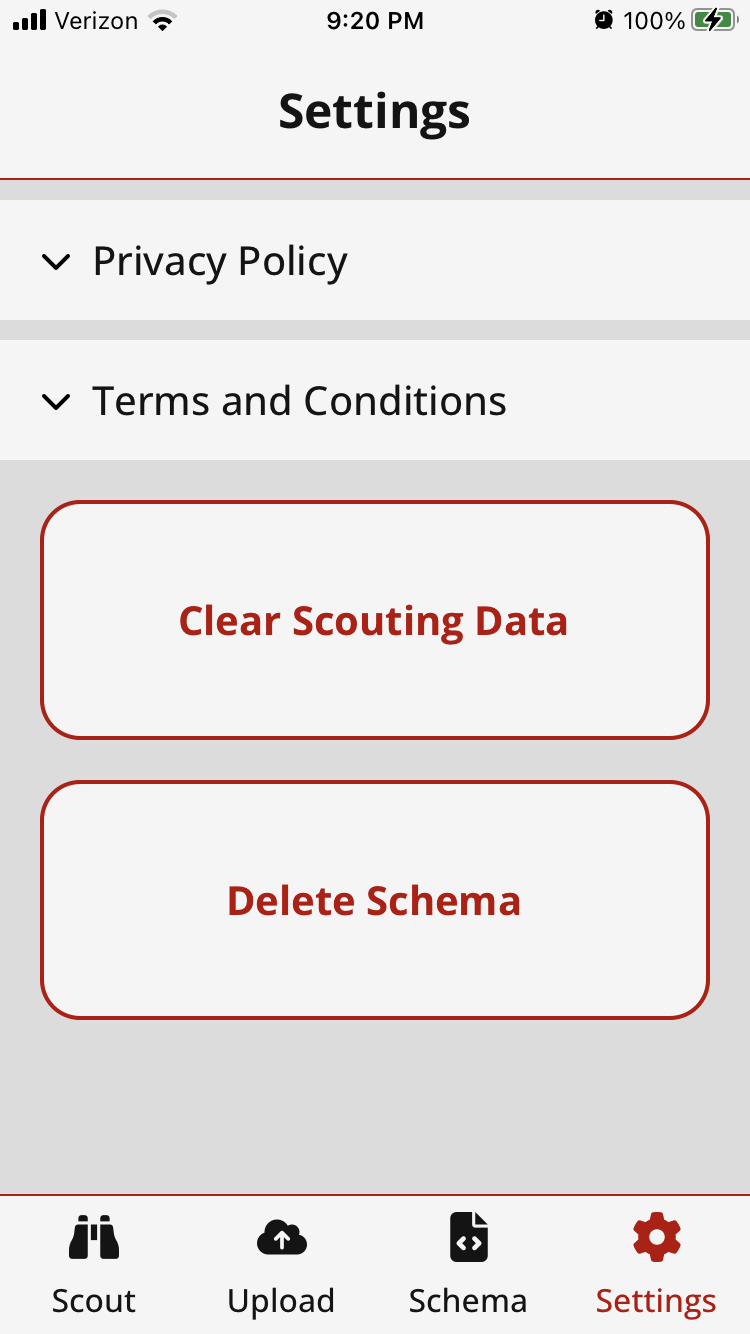 Verizon 9:20 PM 100%
Settings
Privacy Policy
Terms and Conditions
Clear Scouting Data
Delete Schema
Scout Upload Schema Settings